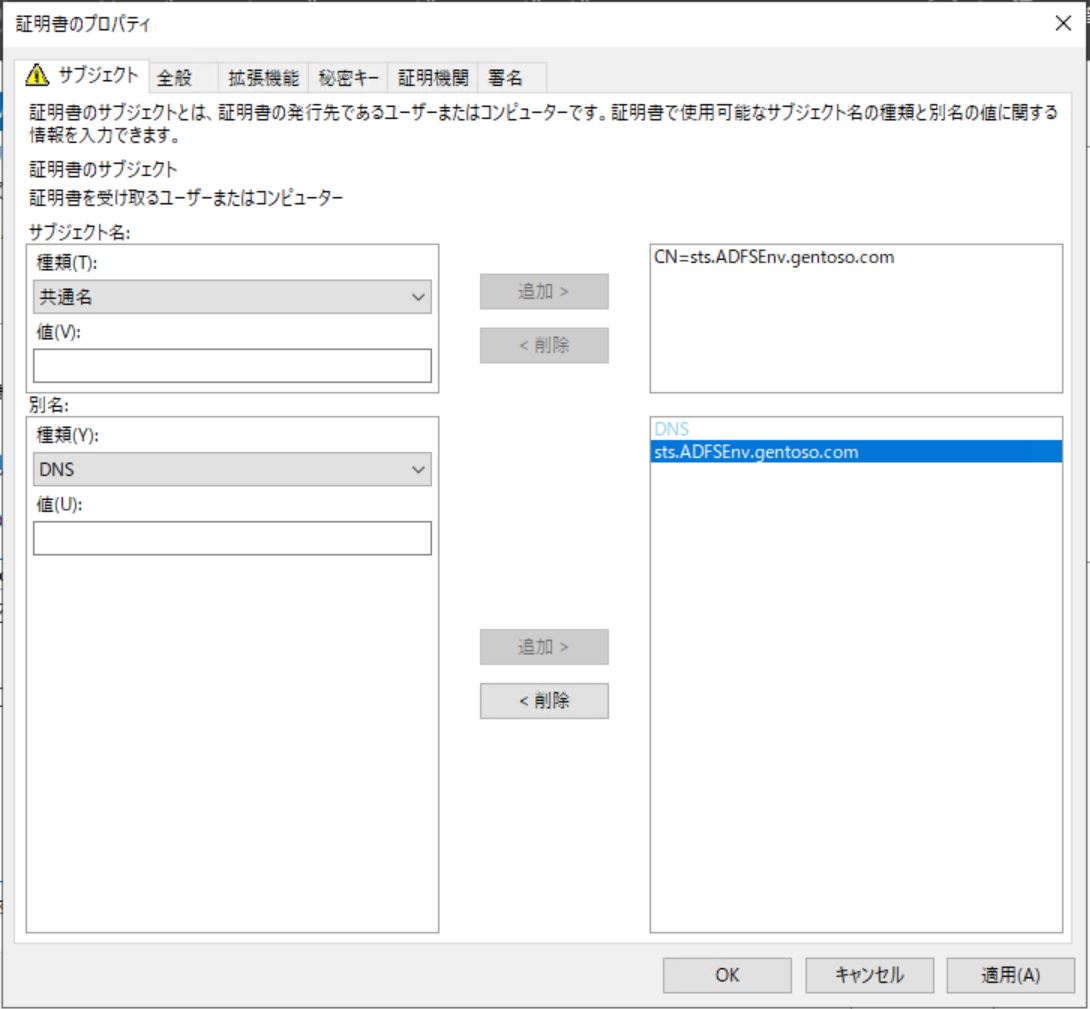 証明書のプロパティ
サブジェクト 全般 拡張機能 秘密キー 証明機関 署名
証明書のサブジェクトとは、証明書の発行先であるユーザーまたはコンピューターです。証明書で使用可能なサブジェクト名の種類と別名の値に関する
情報を入力できます。
証明書のサブジェクト
証明書を受け取るユーザーまたはコンピューター
サブジェクト名:
種類(T):
共通名
値(V):
追加 >
< 削除
CN=sts.ADFSEnv.gentoso.com
別名:
種類(Y):
DNS
値(U):
追加 >
< 削除
DNS
sts.ADFSEnv.gentoso.com
OK キャンセル 適用(A)